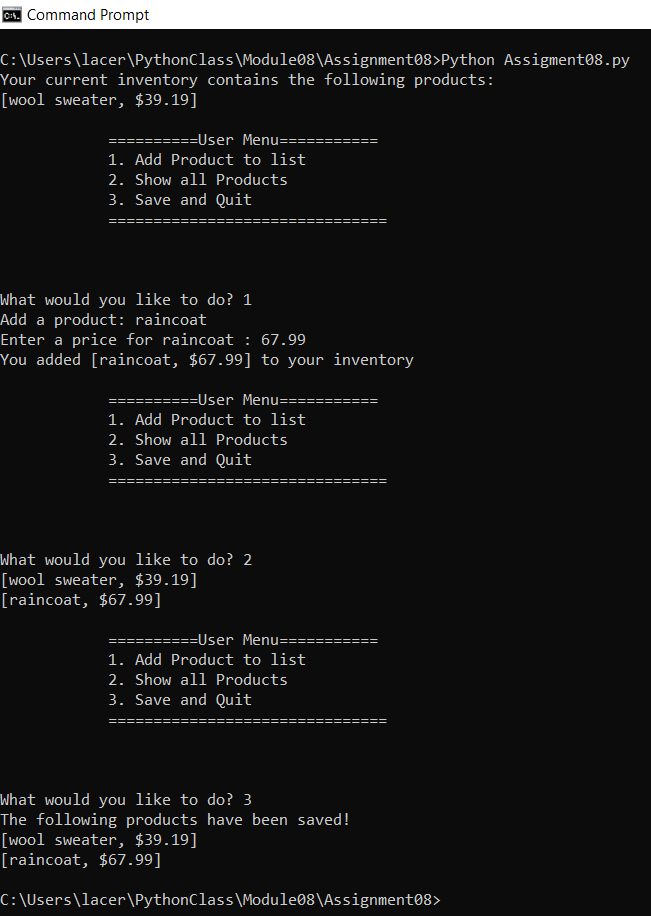 Command Prompt
C:\Users\lacer\PythonClass\Module08\Assignment08>Python Assigment08.py
Your current inventory contains the following products:
[wool sweater, $39.19]
==========User Menu===========
1. Add Product to list
2. Show all Products
3. Save and Quit
===============================
What would you like to do? 1
Add a product: raincoat
Enter a price for raincoat : 67.99
You added [raincoat, $67.99] to your inventory
==========User Menu===========
1. Add Product to list
2. Show all Products
3. Save and Quit
===============================
What would you like to do? 2
[wool sweater, $39.19]
[raincoat, $67.99]
==========User Menu===========
1. Add Product to list
2. Show all Products
3. Save and Quit
===============================
What would you like to do? 3
The following products have been saved!
[wool sweater, $39.19]
[raincoat, $67.99]
C:\Users\lacer\PythonClass\Module08\Assignment08>